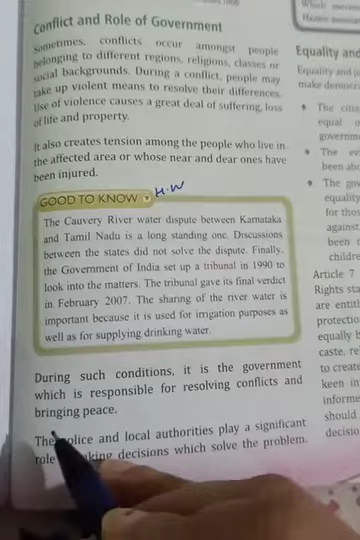 Conflict and Role of Government
Sometimes, conflicts occur amongst people
belonging to different regions, religions, classes or
social backgrounds. During a conflict, people may
take up violent means to resolve their differences.
Use of violence causes a great deal of suffering, loss
of life and property.
It also creates tension among the people who live in
the affected area or whose near and dear ones have
been injured.
GOOD TO KNOW H.W
The Cauvery River water dispute between Karnataka
and Tamil Nadu is a long standing one. Discussions
between the states did not solve the dispute. Finally,
the Government of India set up a tribunal in 1990 to
look into the matters. The tribunal gave its final verdict
in February 2007. The sharing of the river water is
important because it is used for irrigation purposes as
well as for supplying drinking water.
During such conditions, it is the government
which is responsible for resolving conflicts and
bringing peace.
The police and local authorities play a significant
role making decisions which solve the problem.
Which
Equality and
Equality and
make democr
The citiz
equal o
governm
The ev
been abo
The gov
equality
for thos
against
been t
childre
Article 7
Rights sta
are entitl
protectio
equally b
caste, re
to create
keen in
informe
should
decisio